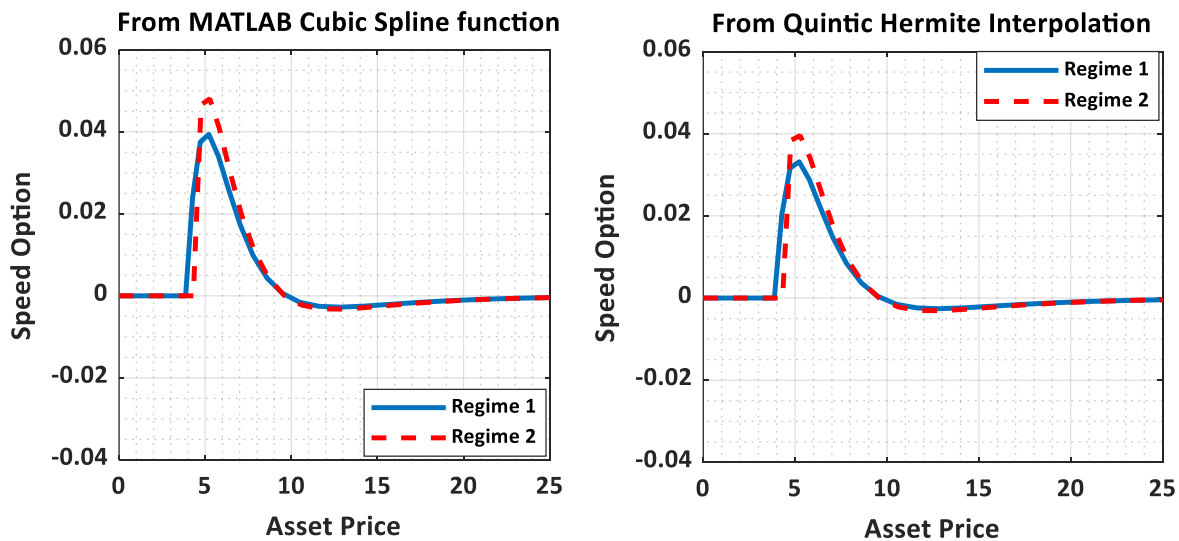 From MATLAB Cubic Spline function
0.06
0.04
0.02
0
-0.02
-0.04
Speed Option
0
5
10
15
20
25
Asset Price
Regime 1
Regime 2
From Quintic Hermite Interpolation
0.06
0.04
0.02
0
-0.02
-0.04
Speed Option
0
5
10
15
20
25
Asset Price
Regime 1
Regime 2